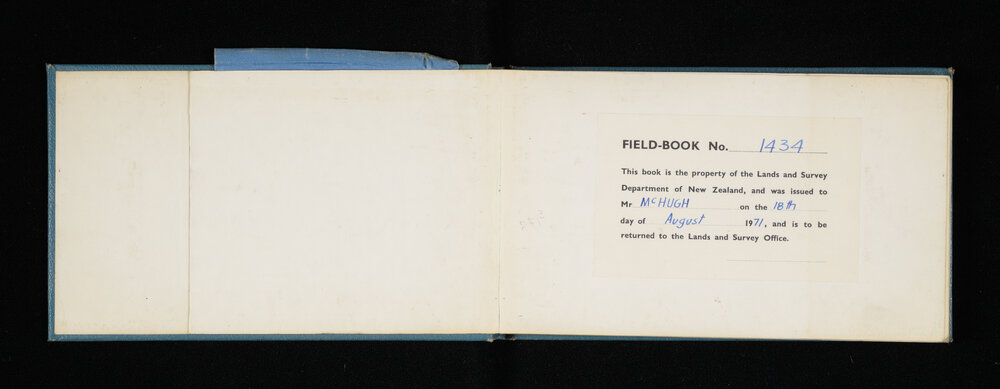 FIELD-BOOK No. 1434
This book is the property of the Lands and Survey
Department of New Zealand, and was issued to
Mr McHUGH on the 18th
day of August 1971, and is to be
returned to the Lands and Survey Office.